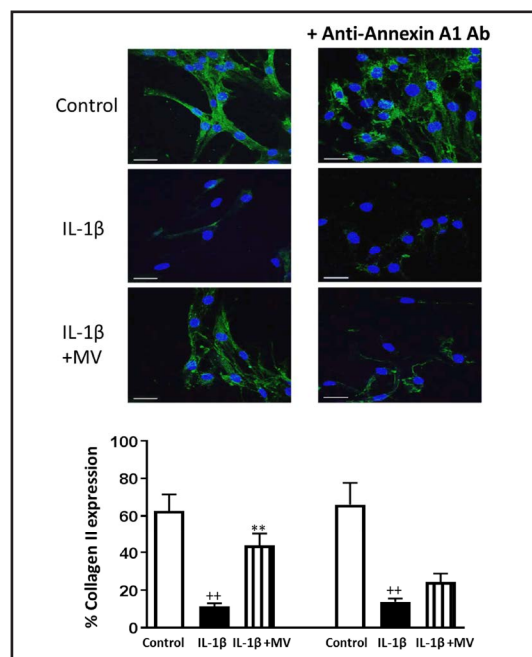 + Anti-Annexin A1 Ab
Control
IL-1β
IL-1β
+MV
% Collagen II expression
100
80
60
40
20
0
++
**
++
Control IL-1β IL-1β +MV Control IL-1β IL-1β +MV